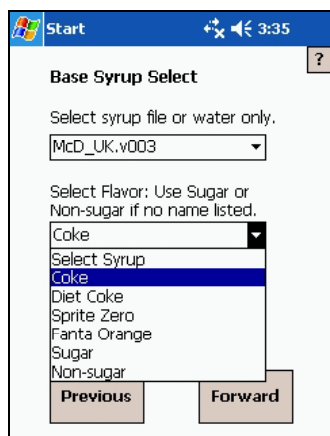 Start 3:35
?
Base Syrup Select
Select syrup file or water only.
McD_UK.v003
Select Flavor: Use Sugar or
Non-sugar if no name listed.
Coke
Select Syrup
Coke
Diet Coke
Sprite Zero
Fanta Orange
Sugar
Non-sugar
Previous Forward